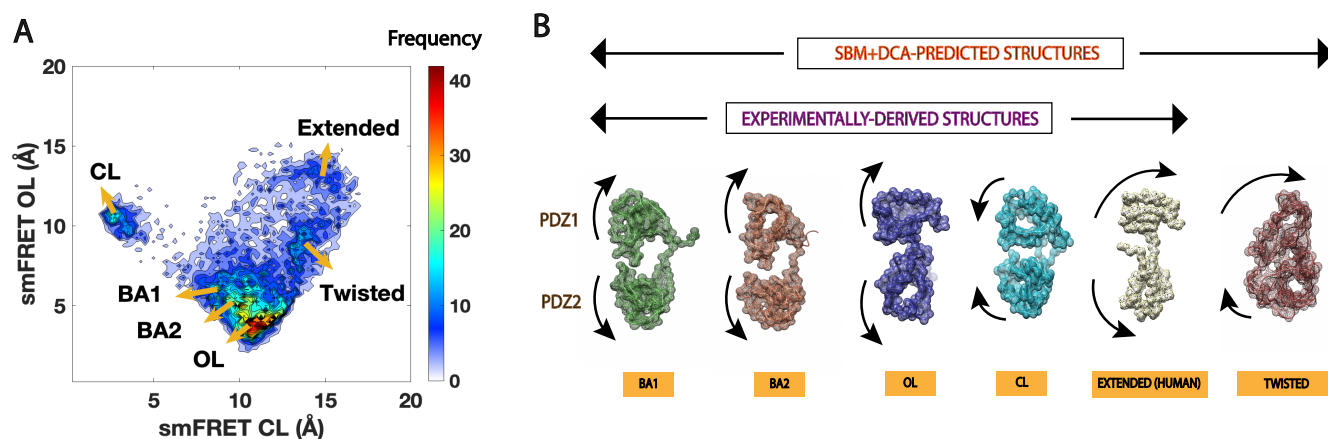 A
Frequency
20
15
10
5
smFRET OL (Å)
5
10
15
20
smFRET CL (Å)
40
30
20
10
0
Extended
CL
BA1
BA2
OL
Twisted
B
SBM+DCA-PREDICTED STRUCTURES
EXPERIMENTALLY-DERIVED STRUCTURES
PDZ1
PDZ2
BA1
BA2
OL
CL
EXTENDED (HUMAN)
TWISTED